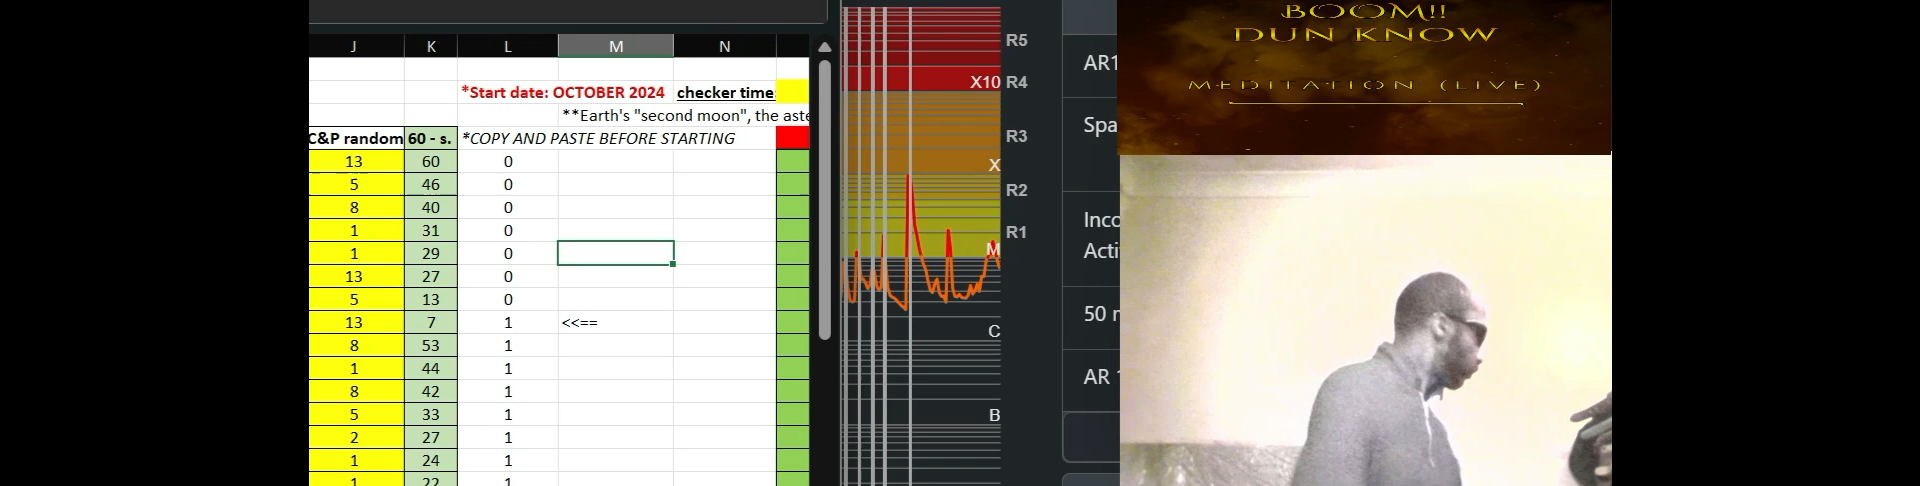 J K L M N
*Start date: OCTOBER 2024 checker time:
**Earth's "second moon", the aste
C&P random 60 - s. *COPY AND PASTE BEFORE STARTING
13 60 0
5 46 0
8 40 0
1 31 0
1 29 0
13 27 0
5 13 0
13 7 1 <<==
8 53 1
1 44 1
8 42 1
5 33 1
2 27 1
1 24 1
1 22 1
R5
X10 R4
R3
X
R2
R1
M
C
B
AR1
Spa
Inco
Acti
50 m
AR 1
BOOM!!
DUN KNOW
MEDITATION (LIVE)